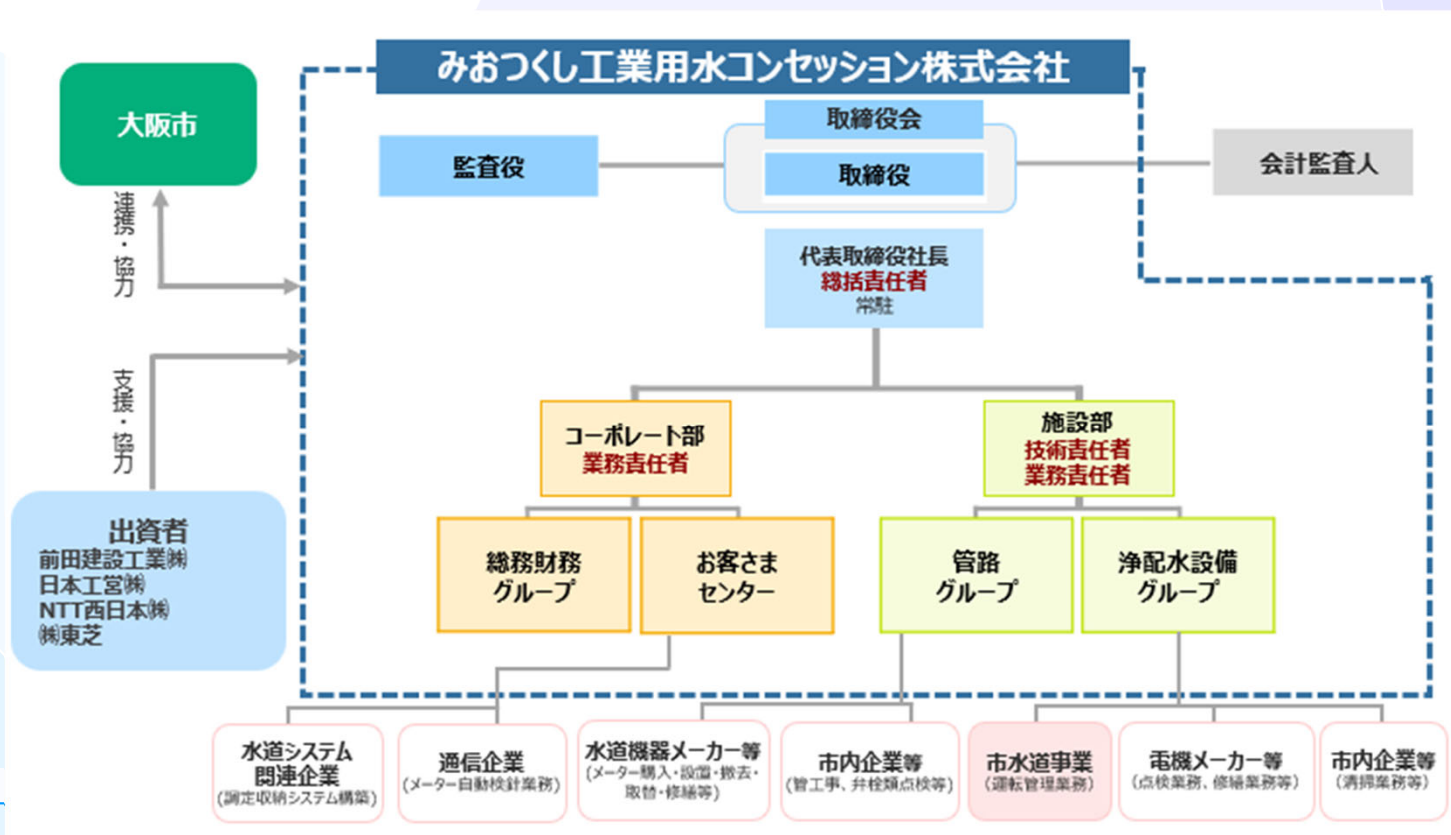 みおつくし工業用水コンセッション株式会社
大阪市
取締役会
監査役
取締役
会計監査人
連携・協力
代表取締役社長
総括責任者
常駐
支援・協力
コーポレート部
業務責任者
施設部
技術責任者
業務責任者
出資者
前田建設工業㈱
日本工営㈱
NTT西日本㈱
㈱東芝
総務財務
グループ
お客さま
センター
管路
グループ
浄配水設備
グループ
水道システム
関連企業
(調定収納システム構築)
通信企業
(メーター自動検針業務)
水道機器メーカー等
(メーター購入・設置・撤去・
取替・修繕等)
市内企業等
(管工事、弁栓類点検等)
市水道事業
(運転管理業務)
電機メーカー等
(点検業務、修繕業務等)
市内企業等
(清掃業務等)